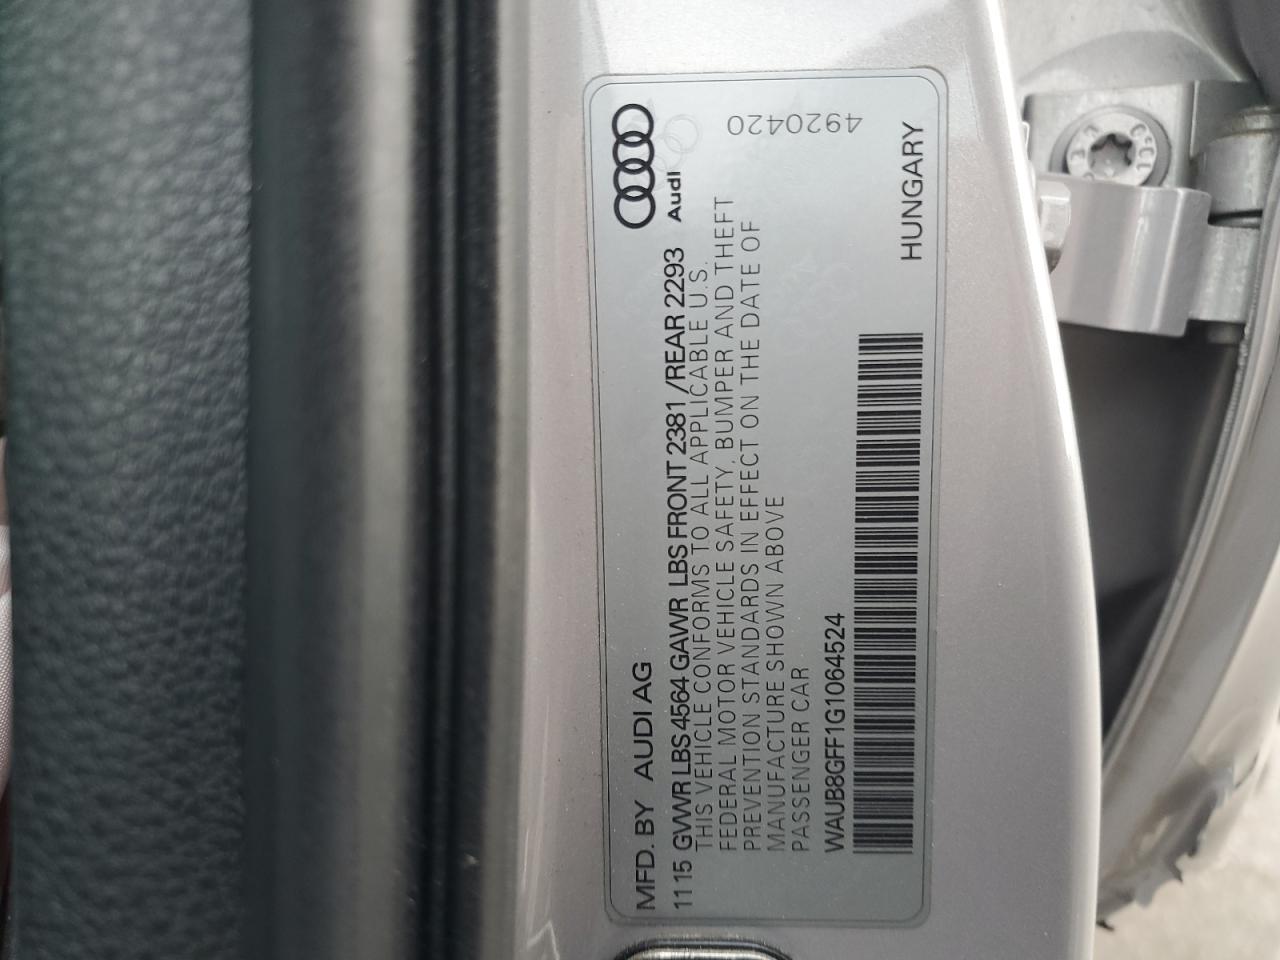 MFD. BY AUDI AG
Audi
1115 GVWR LBS 4564 GAWR LBS FRONT 2381 /REAR 2293
THIS VEHICLE CONFORMS TO ALL APPLICABLE U.S.
FEDERAL MOTOR VEHICLE SAFETY, BUMPER AND THEFT
PREVENTION STANDARDS IN EFFECT ON THE DATE OF
MANUFACTURE SHOWN ABOVE
PASSENGER CAR
4920420
WAUB8GFF1G1064524
HUNGARY